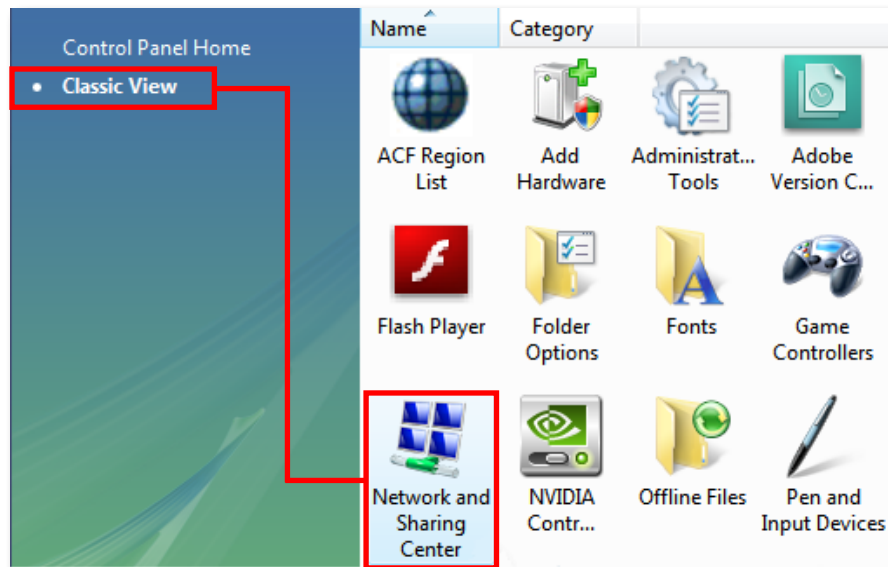 Control Panel Home
• Classic View
Name Category
ACF Region List
Add Hardware
Administrat... Tools
Adobe Version C...
Flash Player
Folder Options
Fonts
Game Controllers
Network and Sharing Center
NVIDIA Contr...
Offline Files
Pen and Input Devices